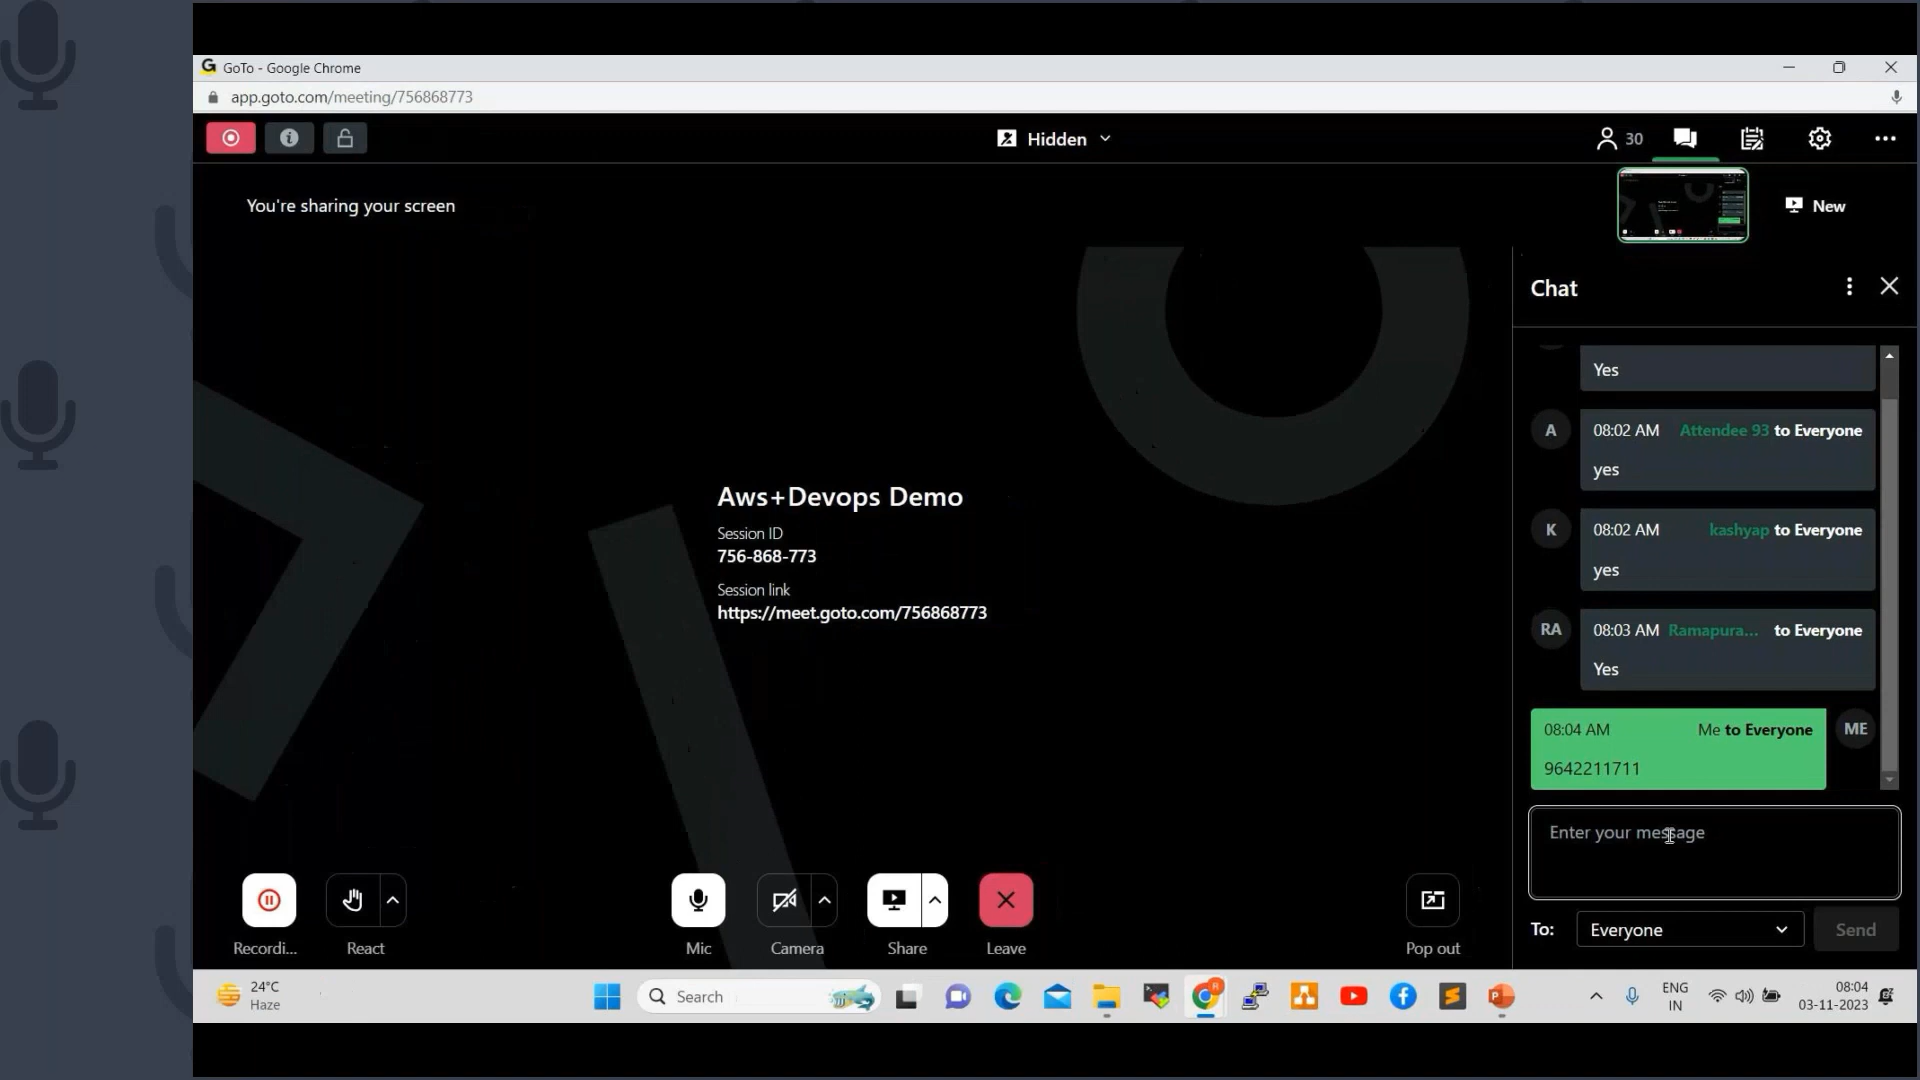 GoTo - Google Chrome
app.goto.com/meeting/756868773
Hidden
30
You're sharing your screen
New
Chat
Yes
A
08:02 AM Attendee 93 to Everyone
yes
K
08:02 AM kashyap to Everyone
yes
RA
08:03 AM Ramapura... to Everyone
Yes
08:04 AM Me to Everyone
ME
9642211711
Aws+Devops Demo
Session ID
756-868-773
Session link
https://meet.goto.com/756868773
Enter your message
To: Everyone Send
Recordi...
React
Mic
Camera
Share
Leave
Pop out
24°C
Haze
Search
ENG
IN
08:04
03-11-2023